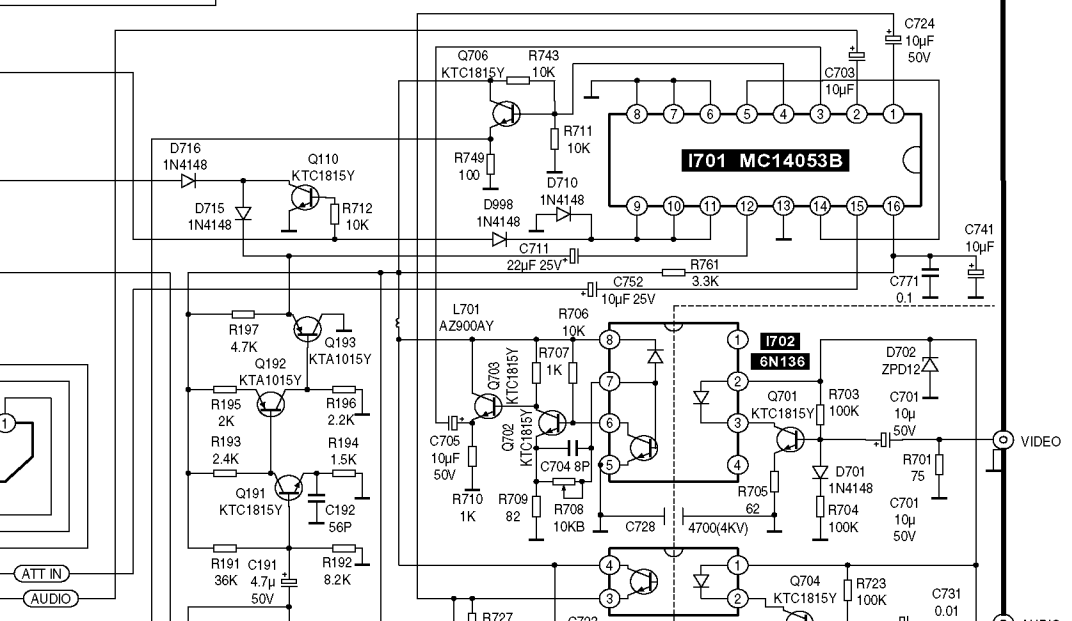 C724
10µF
50V
Q706
KTC1815Y
R743
10K
C703
10µF
8 7 6 5 4 3 2 1
R711
10K
I701 MC14053B
D716
1N4148
Q110
KTC1815Y
R749
100
D710
1N4148
D715
1N4148
R712
10K
D998
1N4148
9 10 11 12 13 14 15 16
C741
10µF
C711
22µF 25V
+
R761
3.3K
C771
0.1
C752
10µF 25V
+
L701
AZ900AY
R706
10K
R197
4.7K
Q193
KTA1015Y
Q192
KTA1015Y
Q703
KTC1815Y
R707
1K
8
1
I702
6N136
D702
ZPD12
7
2
R195
2K
R196
2.2K
Q701
KTC1815Y
R703
100K
C701
10µ
50V
1
Q702
KTC1815Y
6
3
C705
10µF
50V
VIDEO
R193
2.4K
R194
1.5K
C704 8P
5
4
R701
75
D701
1N4148
Q191
KTC1815Y
C192
56P
R710
1K
R709
82
R708
10KB
R705
62
R704
100K
C701
10µ
50V
C728
4700(4KV)
R191
36K
C191
4.7µ
50V
R192
8.2K
ATT IN
AUDIO
4
1
3
2
Q704
KTC1815Y
R723
100K
C731
0.01
R727